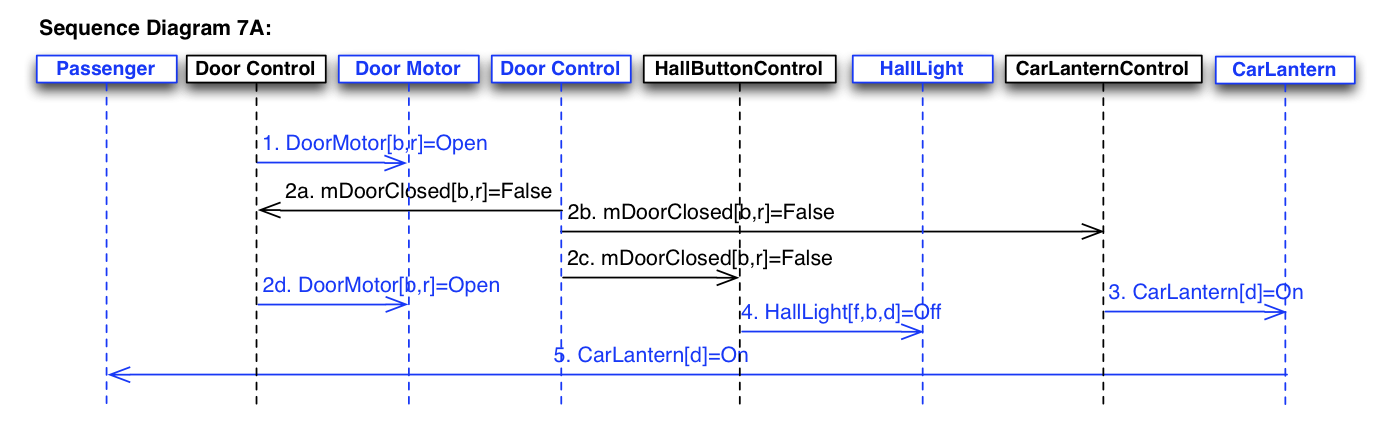 Sequence Diagram 7A:
Passenger Door Control Door Motor Door Control HallButtonControl HallLight CarLanternControl CarLantern
1. DoorMotor[b,r]=Open
2a. mDoorClosed[b,r]=False
2b. mDoorClosed[b,r]=False
2c. mDoorClosed[b,r]=False
2d. DoorMotor[b,r]=Open
3. CarLantern[d]=On
4. HallLight[f,b,d]=Off
5. CarLantern[d]=On